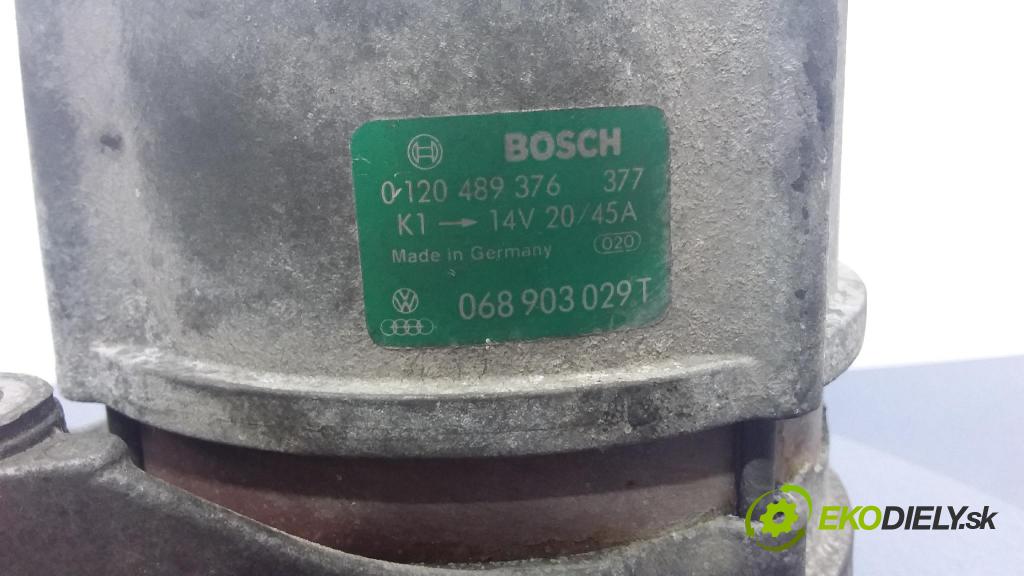 BOSCH
0 120 489 376 377
K1 → 14V 20/45A
Made in Germany 020
068 903 029 T
EKODIELY.sk